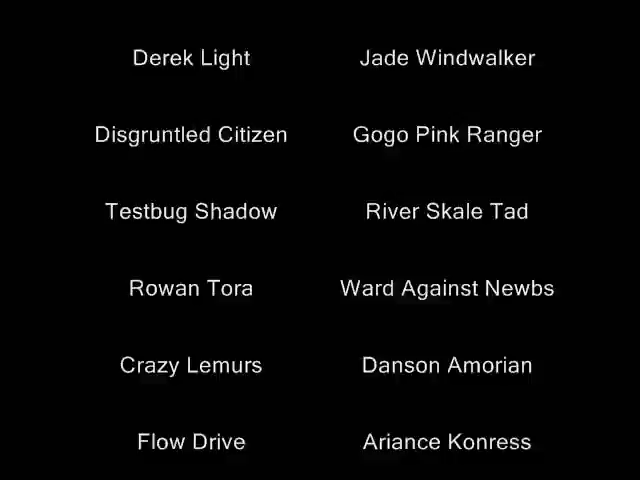 Derek Light Jade Windwalker
Disgruntled Citizen Gogo Pink Ranger
Testbug Shadow River Skale Tad
Rowan Tora Ward Against Newbs
Crazy Lemurs Danson Amorian
Flow Drive Ariance Konress